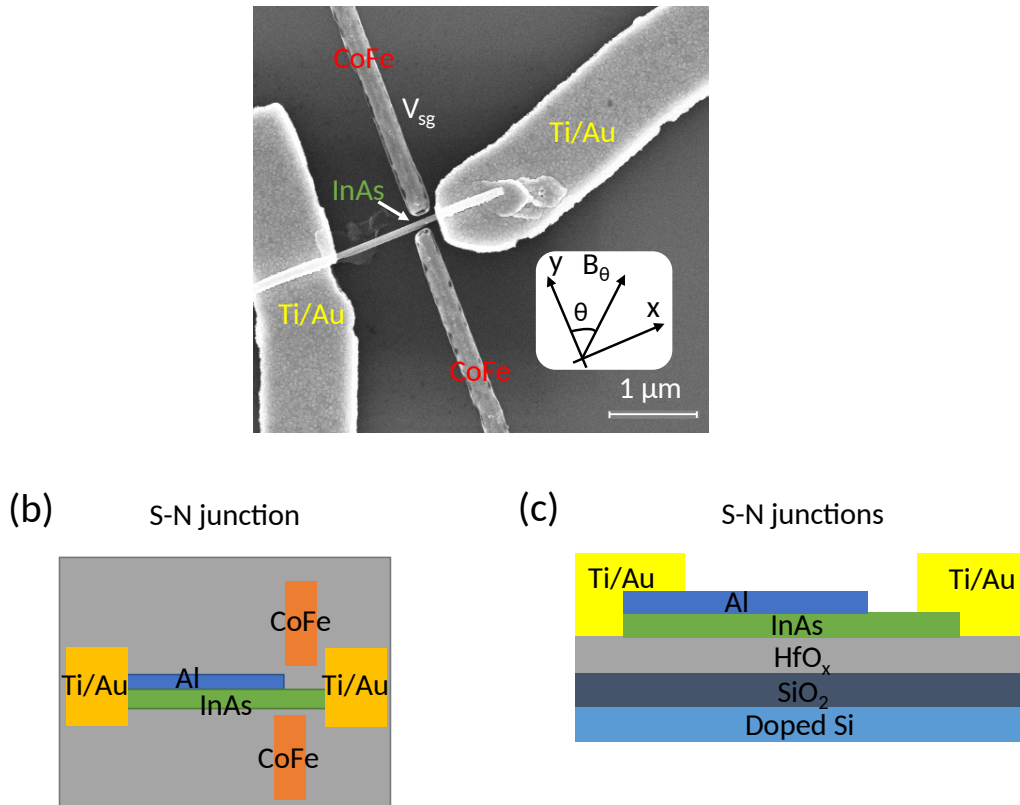 CoFe
V_sg
Ti/Au
InAs
y B_θ
θ x
Ti/Au
CoFe
1 μm
(b) S-N junction
CoFe
Ti/Au Al Ti/Au
InAs
CoFe
(c) S-N junctions
Ti/Au Ti/Au
Al
InAs
HfO_x
SiO_2
Doped Si